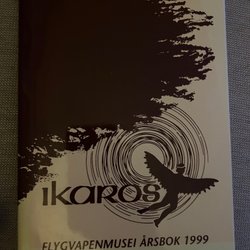 ikaros
FLYGVAPENMUSEI ÅRSBOK 1999